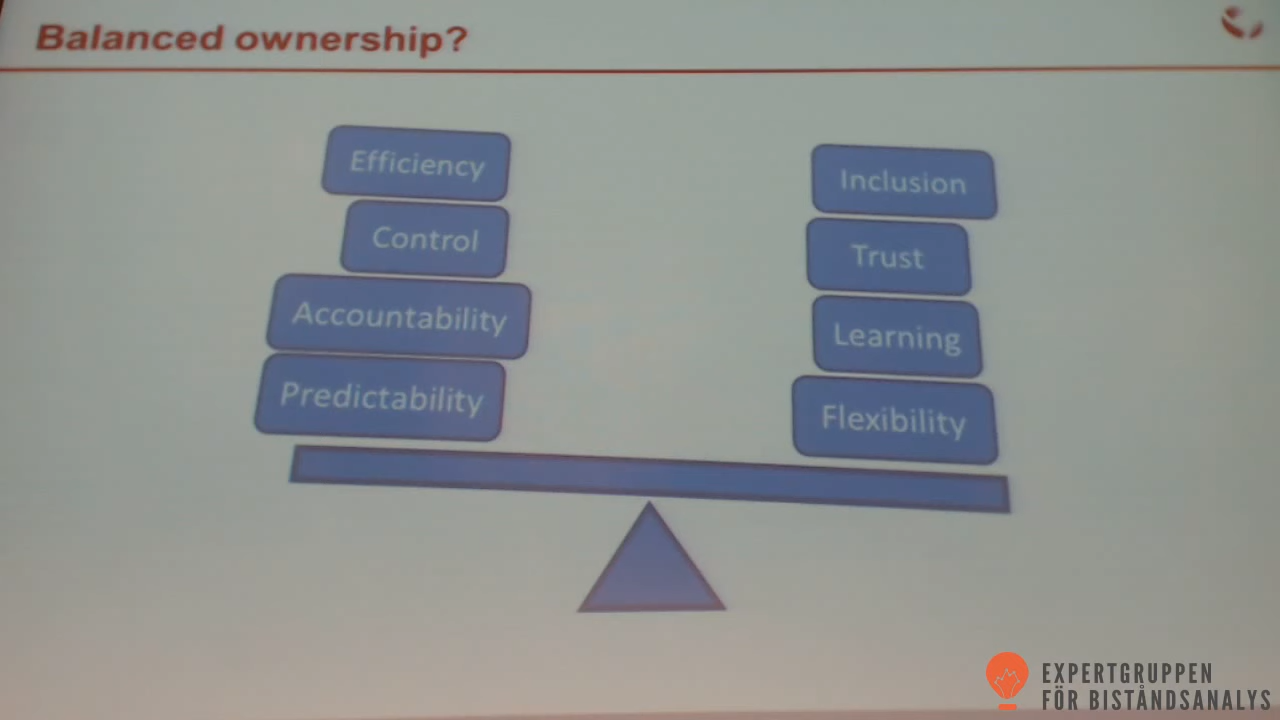 Balanced ownership?
Efficiency
Control
Accountability
Predictability
Inclusion
Trust
Learning
Flexibility
EXPERTGRUPPEN
FÖR BISTÅNDSANALYS